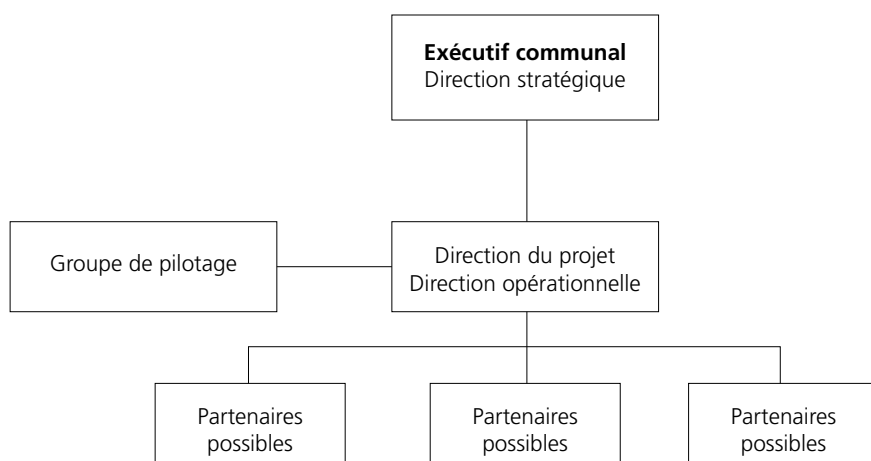 Exécutif communal
Direction stratégique
Groupe de pilotage
Direction du projet
Direction opérationnelle
Partenaires
possibles
Partenaires
possibles
Partenaires
possibles